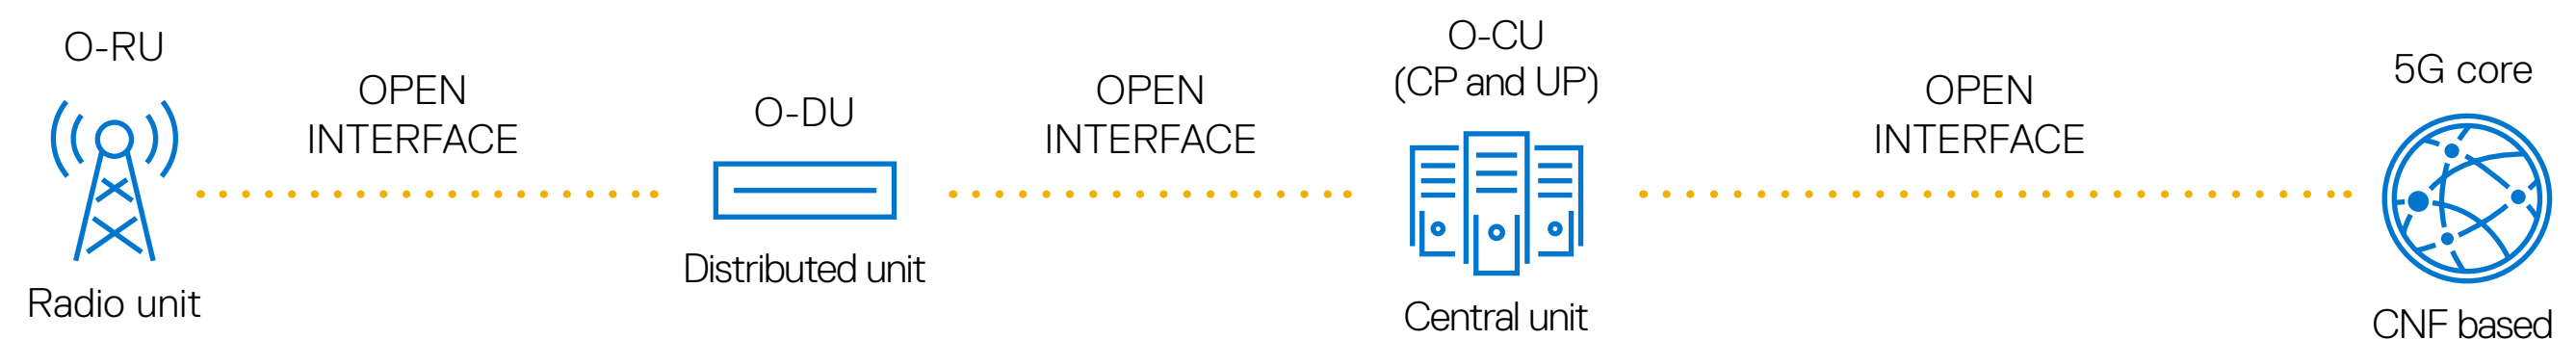 O-RU
Radio unit
OPEN
INTERFACE
O-DU
Distributed unit
OPEN
INTERFACE
O-CU
(CP and UP)
Central unit
OPEN
INTERFACE
5G core
CNF based